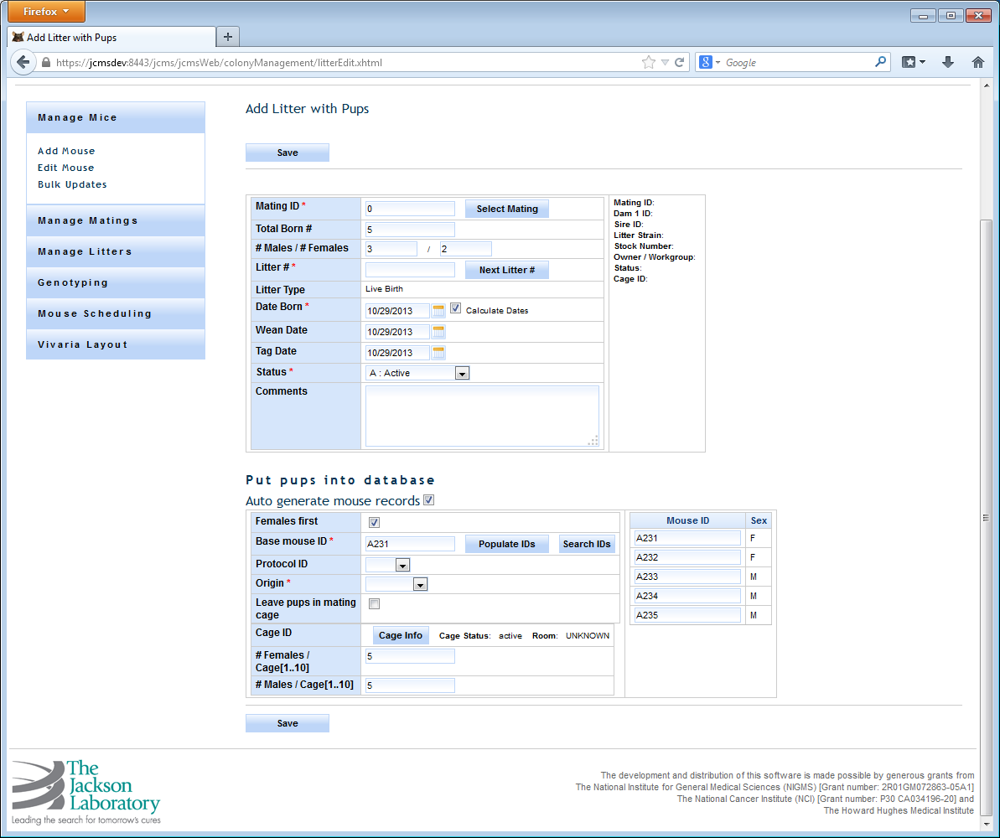 Firefox
Add Litter with Pups
https://jcmsdev:8443/jcms/jcmsWeb/colonyManagement/litterEdit.xhtml
Google
Manage Mice
Add Mouse
Edit Mouse
Bulk Updates
Manage Matings
Manage Litters
Genotyping
Mouse Scheduling
Vivaria Layout
Add Litter with Pups
Save
Mating ID * 0 Select Mating
Total Born # 5
# Males / # Females 3 / 2
Litter # * Next Litter #
Litter Type Live Birth
Date Born * 10/29/2013 Calculate Dates
Wean Date 10/29/2013
Tag Date 10/29/2013
Status * A : Active
Comments
Mating ID:
Dam 1 ID:
Sire ID:
Litter Strain:
Stock Number:
Owner / Workgroup:
Status:
Cage ID:
Put pups into database
Auto generate mouse records
Females first
Base mouse ID * A231 Populate IDs Search IDs
Protocol ID
Origin *
Leave pups in mating
cage
Cage ID Cage Info Cage Status: active Room: UNKNOWN
# Females /
Cage[1..10] 5
# Males / Cage[1..10] 5
Mouse ID Sex
A231 F
A232 F
A233 M
A234 M
A235 M
Save
The
Jackson
Laboratory
Leading the search for tomorrow's cures
The development and distribution of this software is made possible by generous grants from
The National Institute for General Medical Sciences (NIGMS) [Grant number: 2R01GM072863-05A1]
The National Cancer Institute (NCI) [Grant number: P30 CA034196-20] and
The Howard Hughes Medical Institute